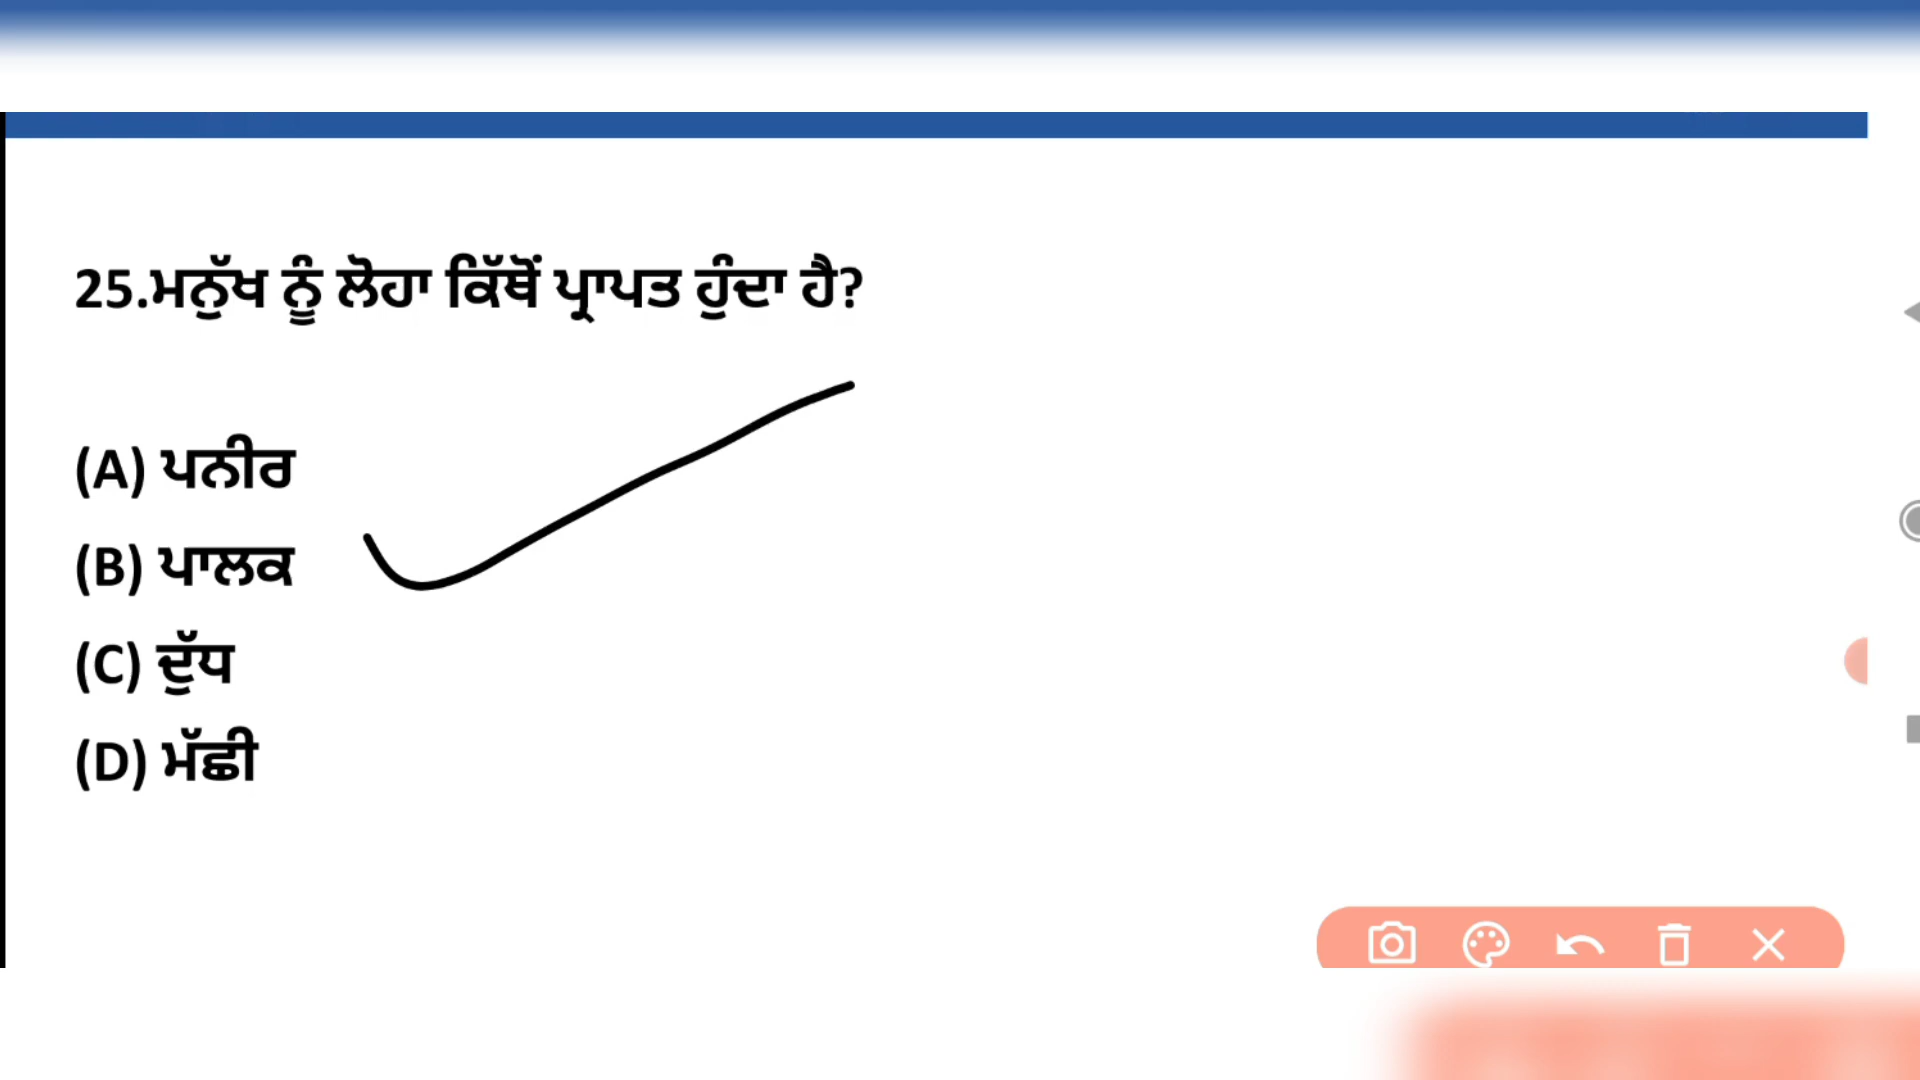 25.ਮਨੁੱਖ ਨੂੰ ਲੋਹਾ ਕਿੱਥੋਂ ਪ੍ਰਾਪਤ ਹੁੰਦਾ ਹੈ?
(A) ਪਨੀਰ
(B) ਪਾਲਕ
(C) ਦੁੱਧ
(D) ਮੱਛੀ